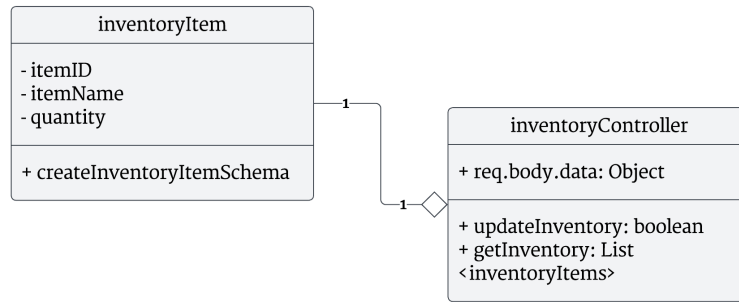 inventoryItem
- itemID
- itemName
- quantity
+ createInventoryItemSchema
1
1
inventoryController
+ req.body.data: Object
+ updateInventory: boolean
+ getInventory: List
<inventoryItems>